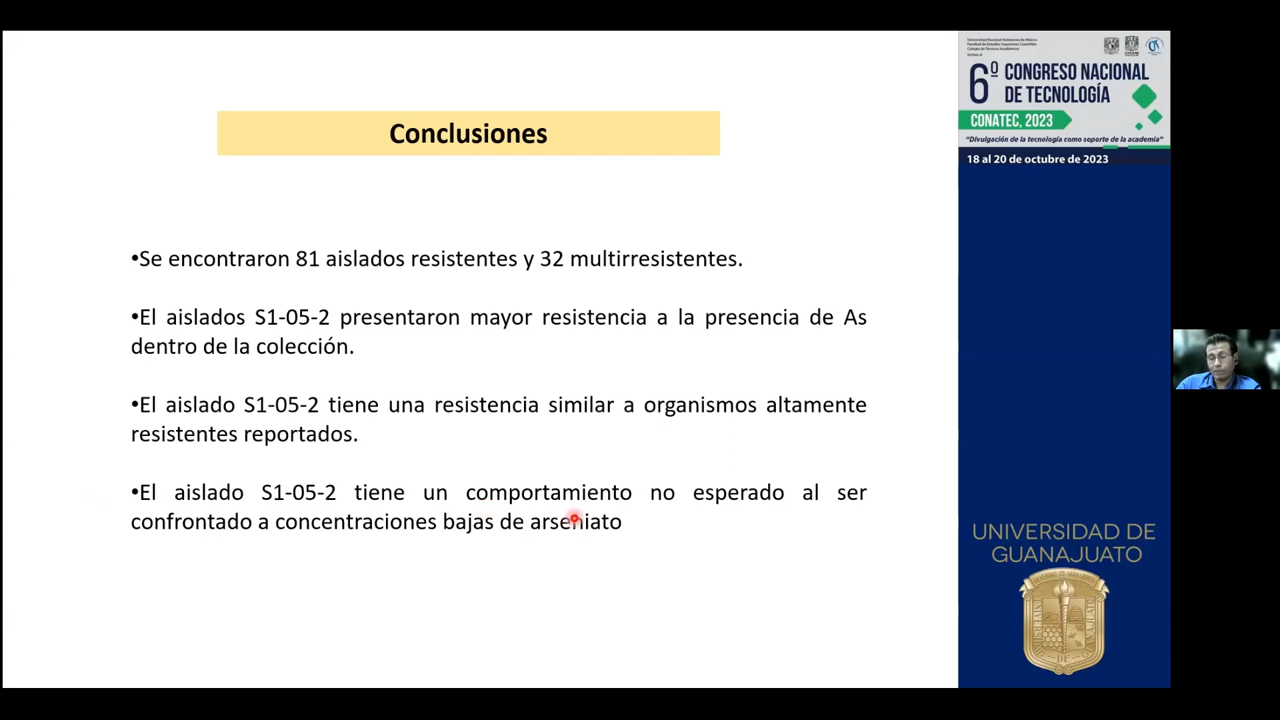 Conclusiones
•Se encontraron 81 aislados resistentes y 32 multirresistentes.
•El aislados S1-05-2 presentaron mayor resistencia a la presencia de As
dentro de la colección.
•El aislado S1-05-2 tiene una resistencia similar a organismos altamente
resistentes reportados.
•El aislado S1-05-2 tiene un comportamiento no esperado al ser
confrontado a concentraciones bajas de arseniato
Universidad Nacional Autónoma de México
Facultad de Estudios Superiores Cuautitlán
6º CONGRESO NACIONAL
DE TECNOLOGÍA
CONATEC, 2023
"Divulgación de la tecnología como soporte de la academia"
18 al 20 de octubre de 2023
UNIVERSIDAD DE
GUANAJUATO